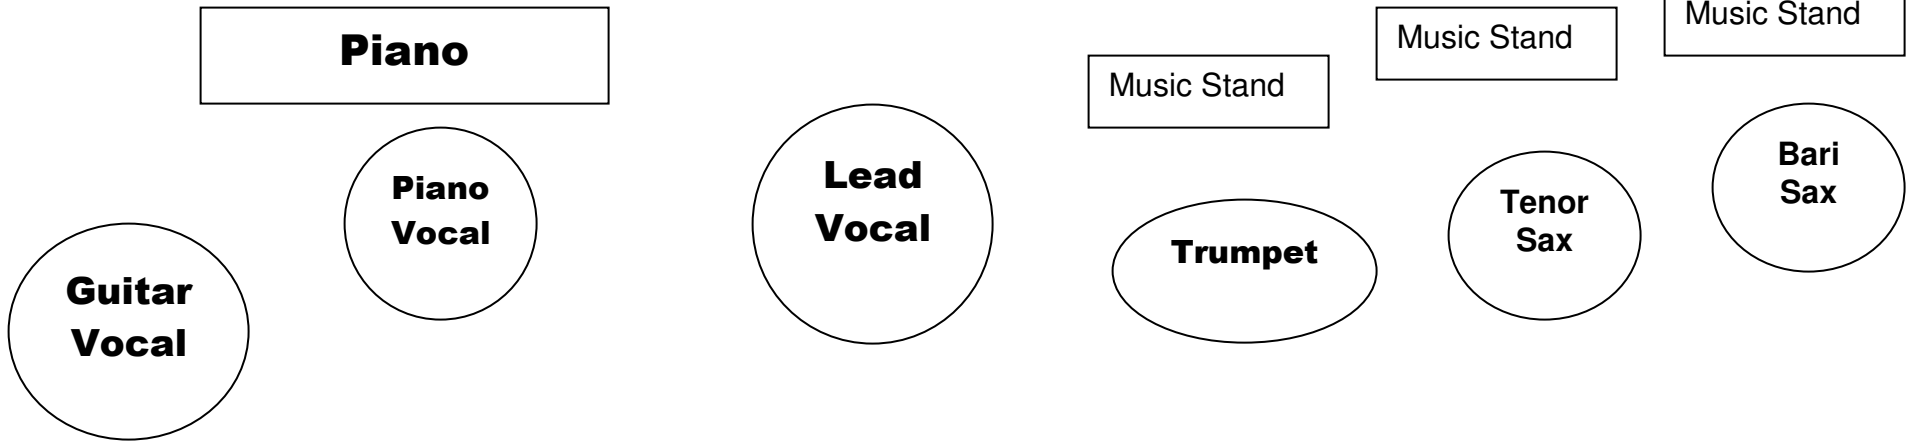 Piano
Music Stand
Music Stand
Music Stand
Piano
Vocal
Guitar
Vocal
Lead
Vocal
Trumpet
Tenor
Sax
Bari
Sax